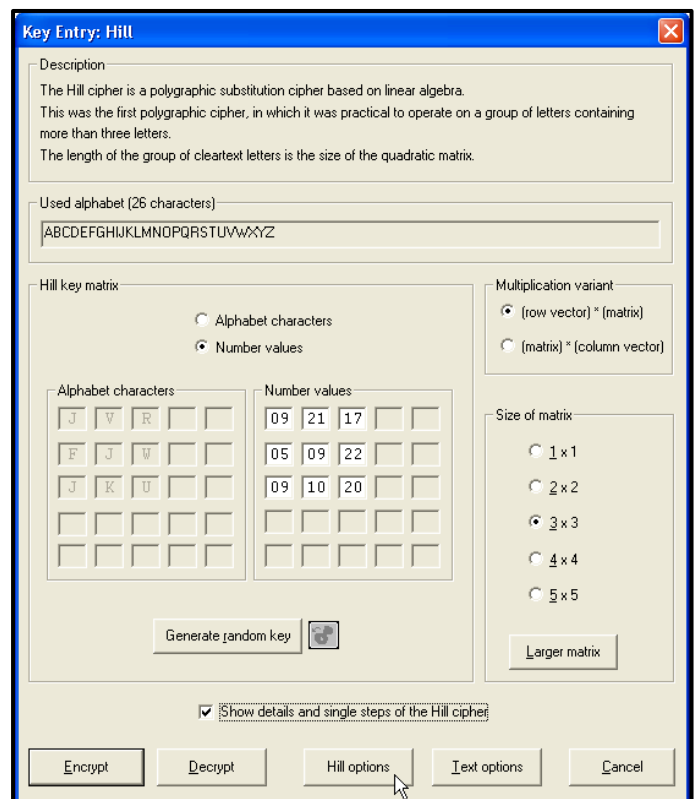 Key Entry: Hill
Description
The Hill cipher is a polygraphic substitution cipher based on linear algebra.
This was the first polygraphic cipher, in which it was practical to operate on a group of letters containing
more than three letters.
The length of the group of cleartext letters is the size of the quadratic matrix.
Used alphabet (26 characters)
ABCDEFGHIJKLMNOPQRSTUVWXYZ
Hill key matrix
Alphabet characters
Number values
Alphabet characters
J V R
F J W
J K U
Number values
09 21 17
05 09 22
09 10 20
Generate random key
Multiplication variant
(row vector) * (matrix)
(matrix) * (column vector)
Size of matrix
1 x 1
2 x 2
3 x 3
4 x 4
5 x 5
Larger matrix
Show details and single steps of the Hill cipher
Encrypt Decrypt Hill options Text options Cancel